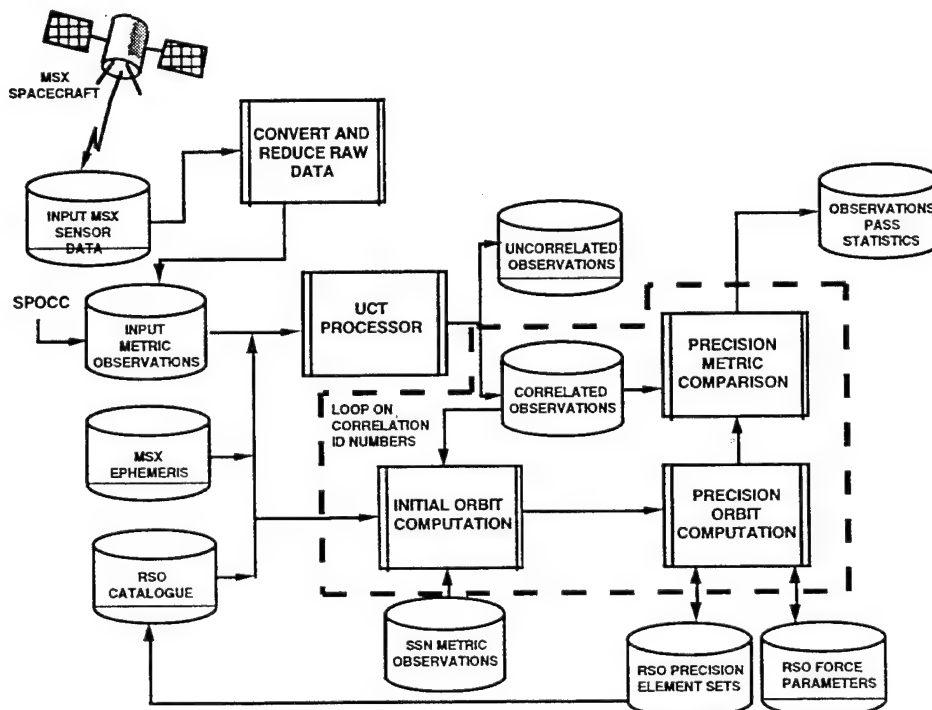 MSX
SPACECRAFT
CONVERT AND
REDUCE RAW
DATA
INPUT MSX
SENSOR
DATA
OBSERVATIONS
PASS
STATISTICS
UNCORRELATED
OBSERVATIONS
SPOCC
INPUT
METRIC
OBSERVATIONS
UCT
PROCESSOR
PRECISION
METRIC
COMPARISON
CORRELATED
OBSERVATIONS
LOOP ON
CORRELATION
ID NUMBERS
MSX
EPHEMERIS
INITIAL ORBIT
COMPUTATION
PRECISION
ORBIT
COMPUTATION
RSO
CATALOGUE
SSN METRIC
OBSERVATIONS
RSO PRECISION
ELEMENT SETS
RSO FORCE
PARAMETERS